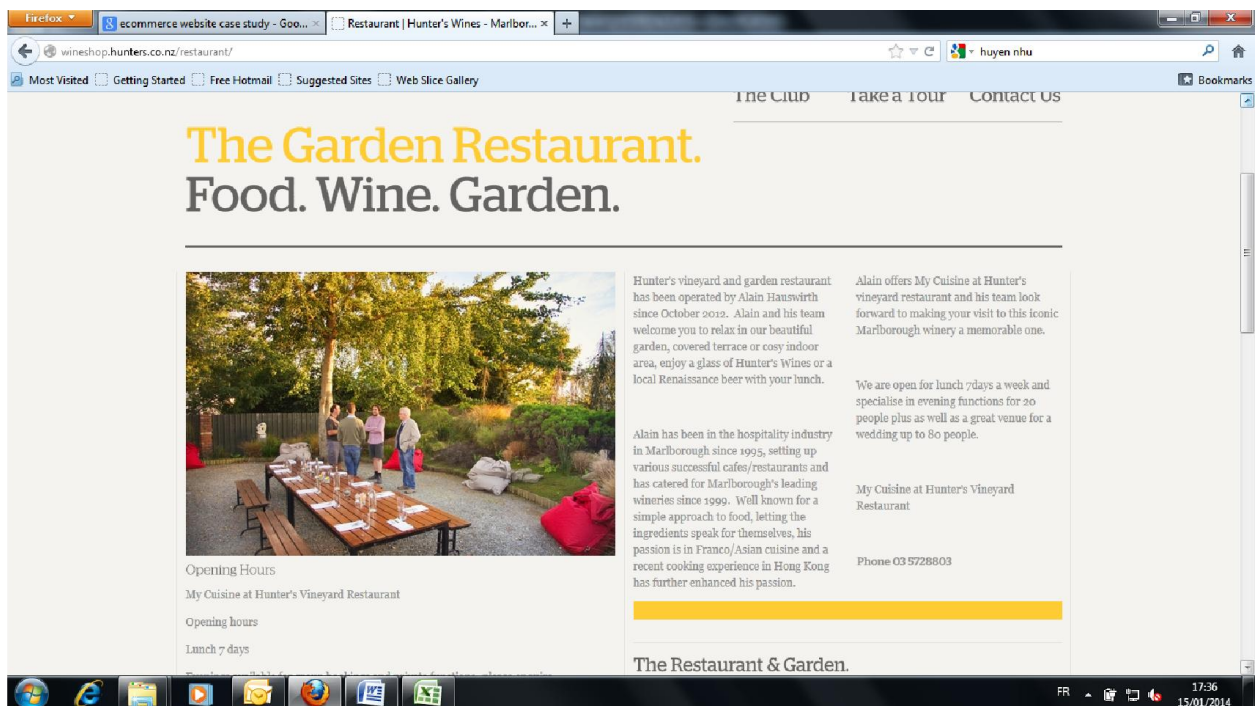 Firefox
ecommerce website case study - Goo...
Restaurant | Hunter's Wines - Marlbor...
wineshop.hunters.co.nz/restaurant/
huyen nhu
Most Visited
Getting Started
Free Hotmail
Suggested Sites
Web Slice Gallery
Bookmarks
The Club
Take a Tour
Contact Us
The Garden Restaurant.
Food. Wine. Garden.
Opening Hours
My Cuisine at Hunter's Vineyard Restaurant
Opening hours
Lunch 7 days
Hunter's vineyard and garden restaurant
has been operated by Alain Hauswirth
since October 2012. Alain and his team
welcome you to relax in our beautiful
garden, covered terrace or cosy indoor
area, enjoy a glass of Hunter's Wines or a
local Renaissance beer with your lunch.
Alain has been in the hospitality industry
in Marlborough since 1995, setting up
various successful cafes/restaurants and
has catered for Marlborough's leading
wineries since 1999. Well known for a
simple approach to food, letting the
ingredients speak for themselves, his
passion is in Franco/Asian cuisine and a
recent cooking experience in Hong Kong
has further enhanced his passion.
Alain offers My Cuisine at Hunter's
vineyard restaurant and his team look
forward to making your visit to this iconic
Marlborough winery a memorable one.
We are open for lunch 7days a week and
specialise in evening functions for 20
people plus as well as a great venue for a
wedding up to 80 people.
My Cuisine at Hunter's Vineyard
Restaurant
Phone 03 5728803
The Restaurant & Garden.
FR
17:36
15/01/2014